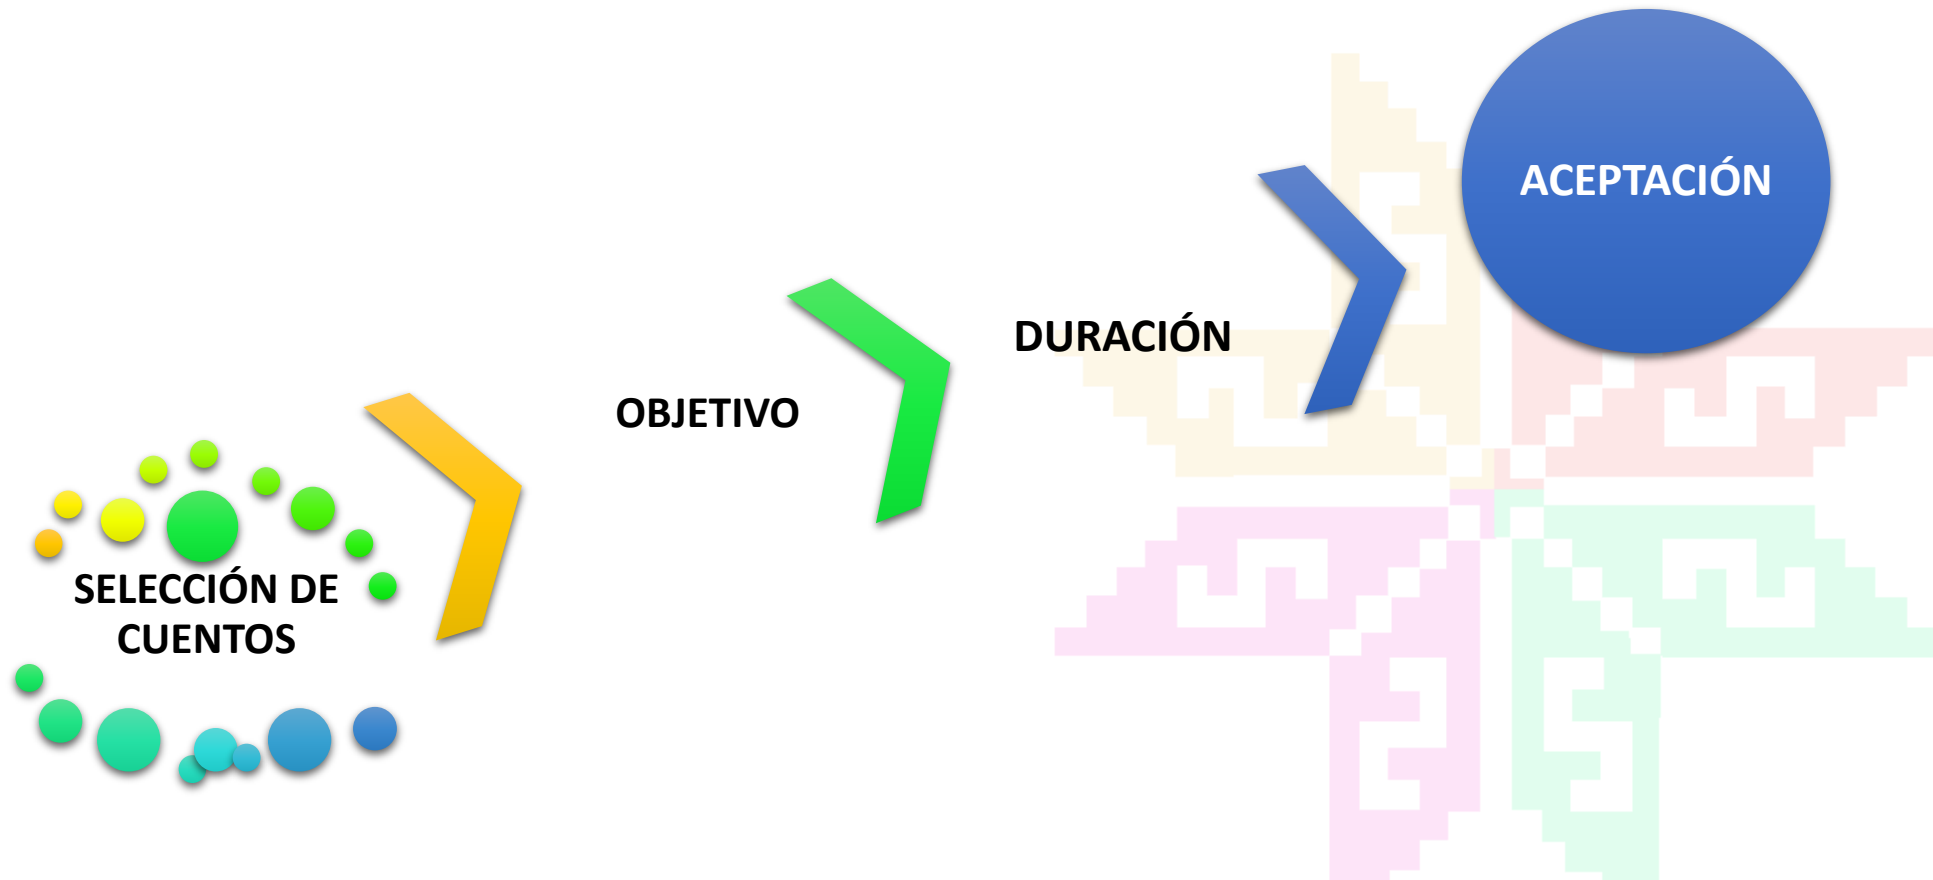 SELECCIÓN DE
CUENTOS
OBJETIVO
DURACIÓN
ACEPTACIÓN